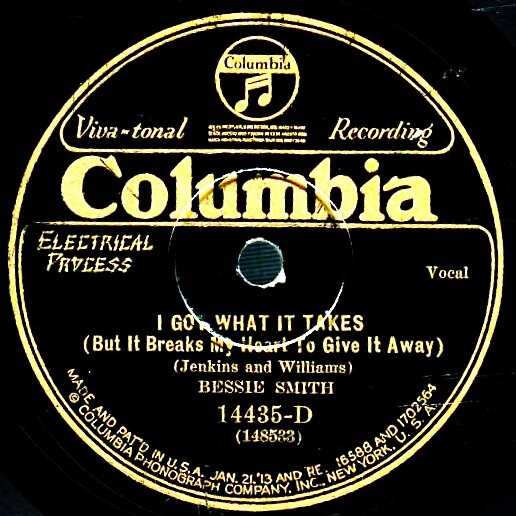 Columbia
Viva-tonal Recording
Columbia
ELECTRICAL
PROCESS
Vocal
I GOT WHAT IT TAKES
(But It Breaks My Heart To Give It Away)
(Jenkins and Williams)
BESSIE SMITH
14435-D
(148533)
MADE AND PAT'D IN U.S.A. JAN. 21,'13 AND RE. 16588 AND 1702564
© COLUMBIA PHONOGRAPH COMPANY, INC., NEW YORK, U.S.A.